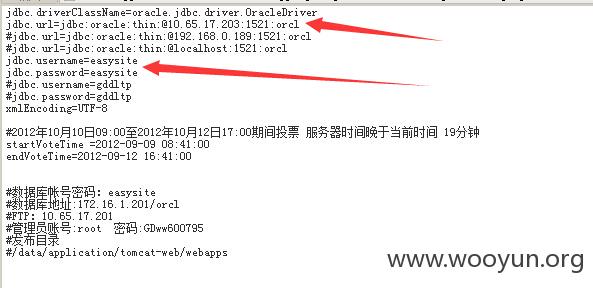 jdbc.driverClassName=oracle.jdbc.driver.OracleDriver
jdbc.url=jdbc:oracle:thin:@10.65.17.203:1521:orcl
#jdbc.url=jdbc:oracle:thin:@192.168.0.189:1521:orcl
#jdbc.url=jdbc:oracle:thin:@localhost:1521:orcl
jdbc.username=easysite
jdbc.password=easysite
#jdbc.username=gddltp
#jdbc.password=gddltp
xmlEncoding=UTF-8
#2012年10月10日09:00至2012年10月12日17:00期间投票 服务器时间晚于当前时间 19分钟
startVoteTime =2012-09-09 08:41:00
endVoteTime=2012-09-12 16:41:00
#数据库帐号密码：easysite
#数据库地址:172.16.1.201/orcl
#FTP：10.65.17.201
#管理员账号:root 密码:GDww600795
#发布目录
#/data/application/tomcat-web/webapps
www.wooyun.org